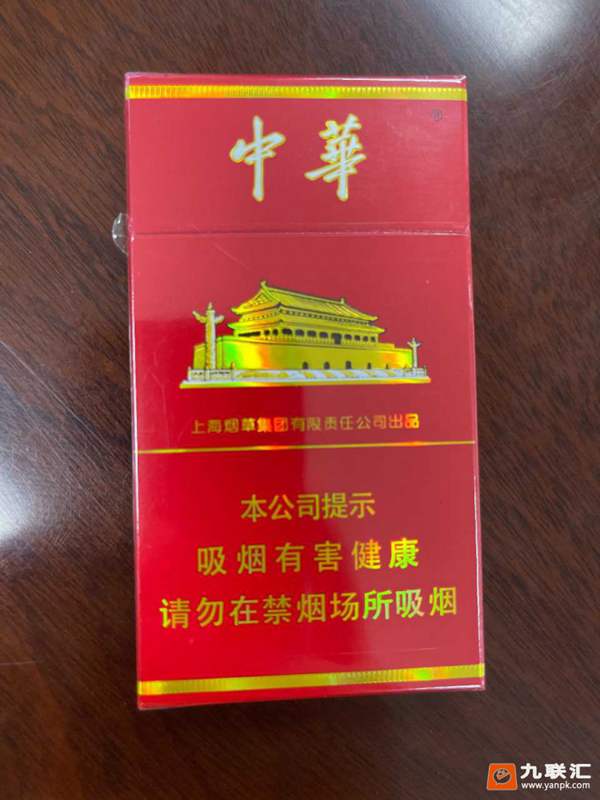 中華
®
上海烟草集团有限责任公司出品
本公司提示
吸烟有害健康
请勿在禁烟场所吸烟
九联汇
www.yanpk.com